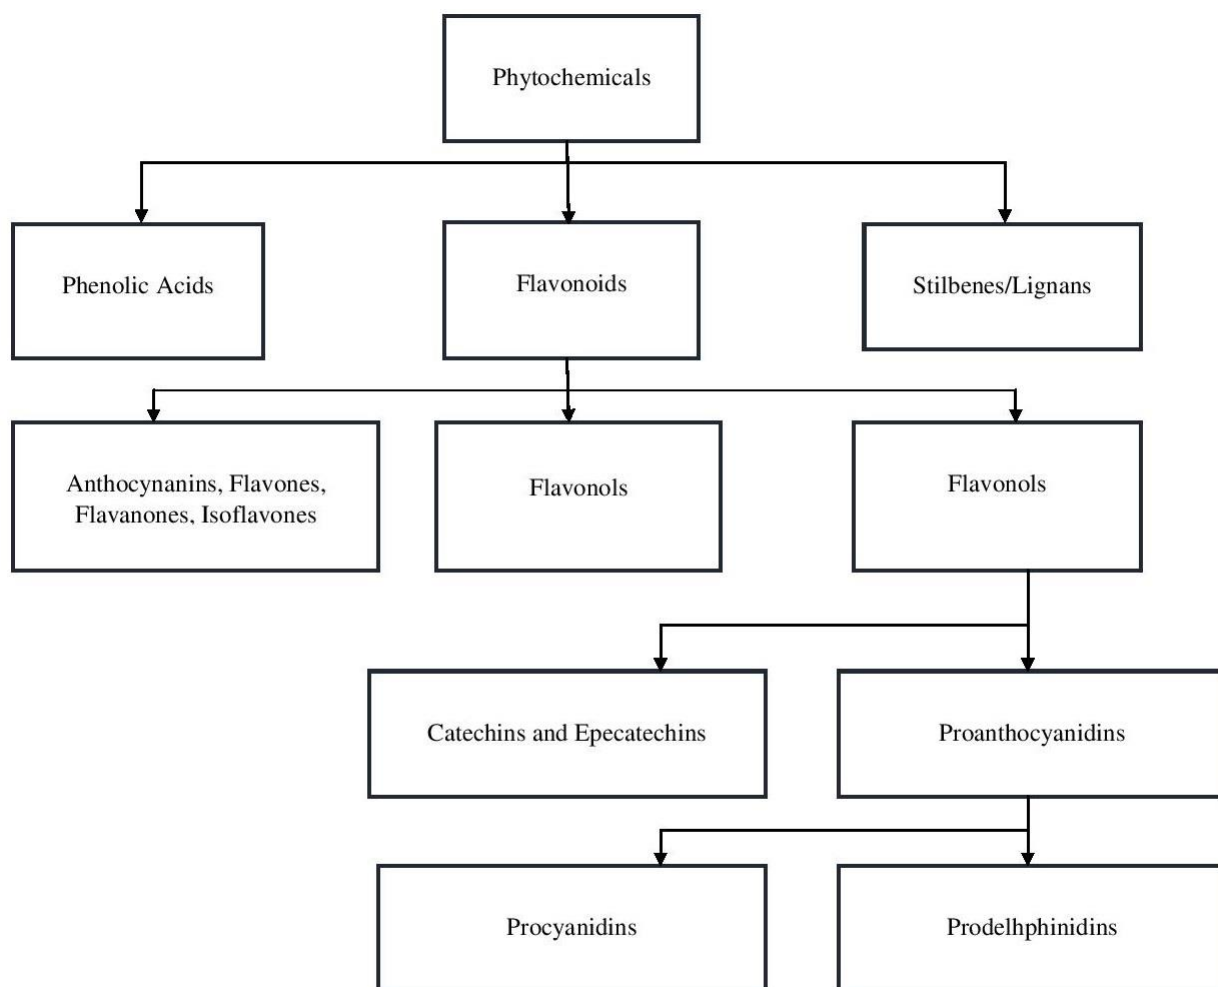 Phytochemicals
Phenolic Acids
Flavonoids
Stilbenes/Lignans
Anthocynanins, Flavones,
Flavanones, Isoflavones
Flavonols
Flavonols
Catechins and Epecatechins
Proanthocyanidins
Procyanidins
Prodelhphinidins